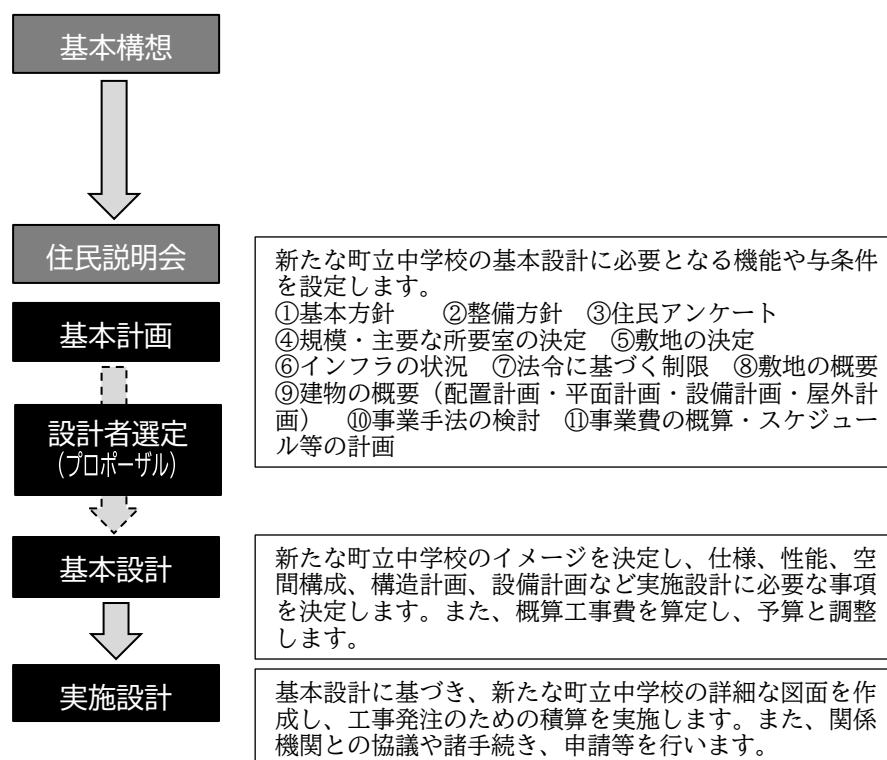 基本構想
住民説明会
新たな町立中学校の基本設計に必要となる機能や与条件
を設定します。
①基本方針　　②整備方針　③住民アンケート
④規模・主要な所要室の決定　⑤敷地の決定
⑥インフラの状況　⑦法令に基づく制限　⑧敷地の概要
⑨建物の概要（配置計画・平面計画・設備計画・屋外計
画）　⑩事業手法の検討　⑪事業費の概算・スケジュー
ル等の計画
基本計画
設計者選定
(プロポーザル)
基本設計
新たな町立中学校のイメージを決定し、仕様、性能、空
間構成、構造計画、設備計画など実施設計に必要な事項
を決定します。また、概算工事費を算定し、予算と調整
します。
実施設計
基本設計に基づき、新たな町立中学校の詳細な図面を作
成し、工事発注のための積算を実施します。また、関係
機関との協議や諸手続き、申請等を行います。